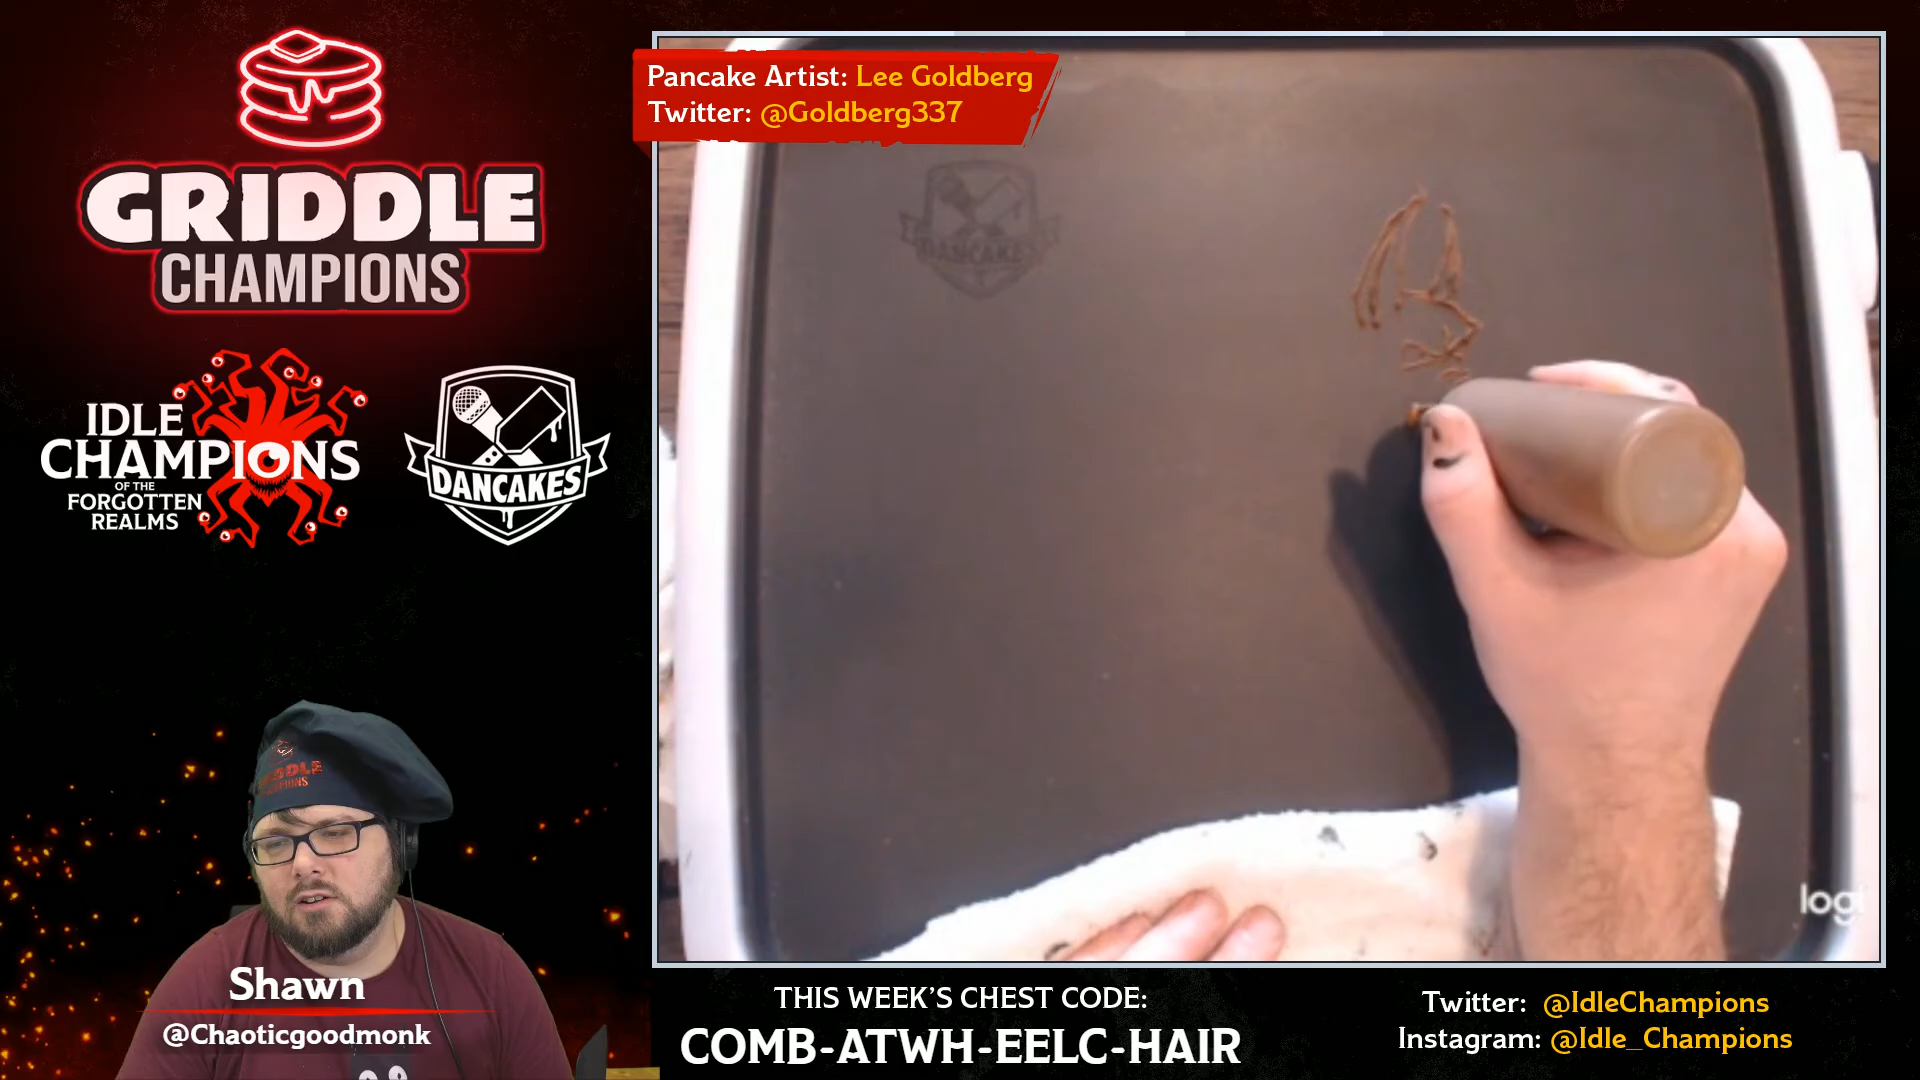 GRIDDLE
CHAMPIONS
IDLE
CHAMPIONS
OF THE
FORGOTTEN
REALMS
DANCAKES
Shawn
@Chaoticgoodmonk
Pancake Artist: Lee Goldberg
Twitter: @Goldberg337
DANCAKES
logi
THIS WEEK'S CHEST CODE:
COMB-ATWH-EELC-HAIR
Twitter: @IdleChampions
Instagram: @Idle_Champions